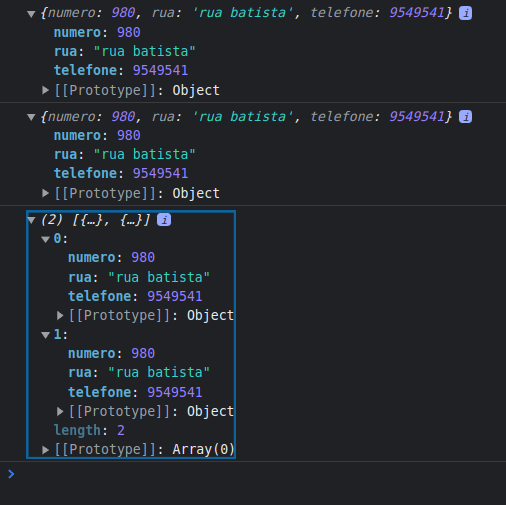 ▼{numero: 980, rua: 'rua batista', telefone: 9549541} i
numero: 980
rua: "rua batista"
telefone: 9549541
▶[[Prototype]]: Object
▼{numero: 980, rua: 'rua batista', telefone: 9549541} i
numero: 980
rua: "rua batista"
telefone: 9549541
▶[[Prototype]]: Object
▼(2) [{…}, {…}] i
▼0:
numero: 980
rua: "rua batista"
telefone: 9549541
▶[[Prototype]]: Object
▼1:
numero: 980
rua: "rua batista"
telefone: 9549541
▶[[Prototype]]: Object
length: 2
▶[[Prototype]]: Array(0)
>